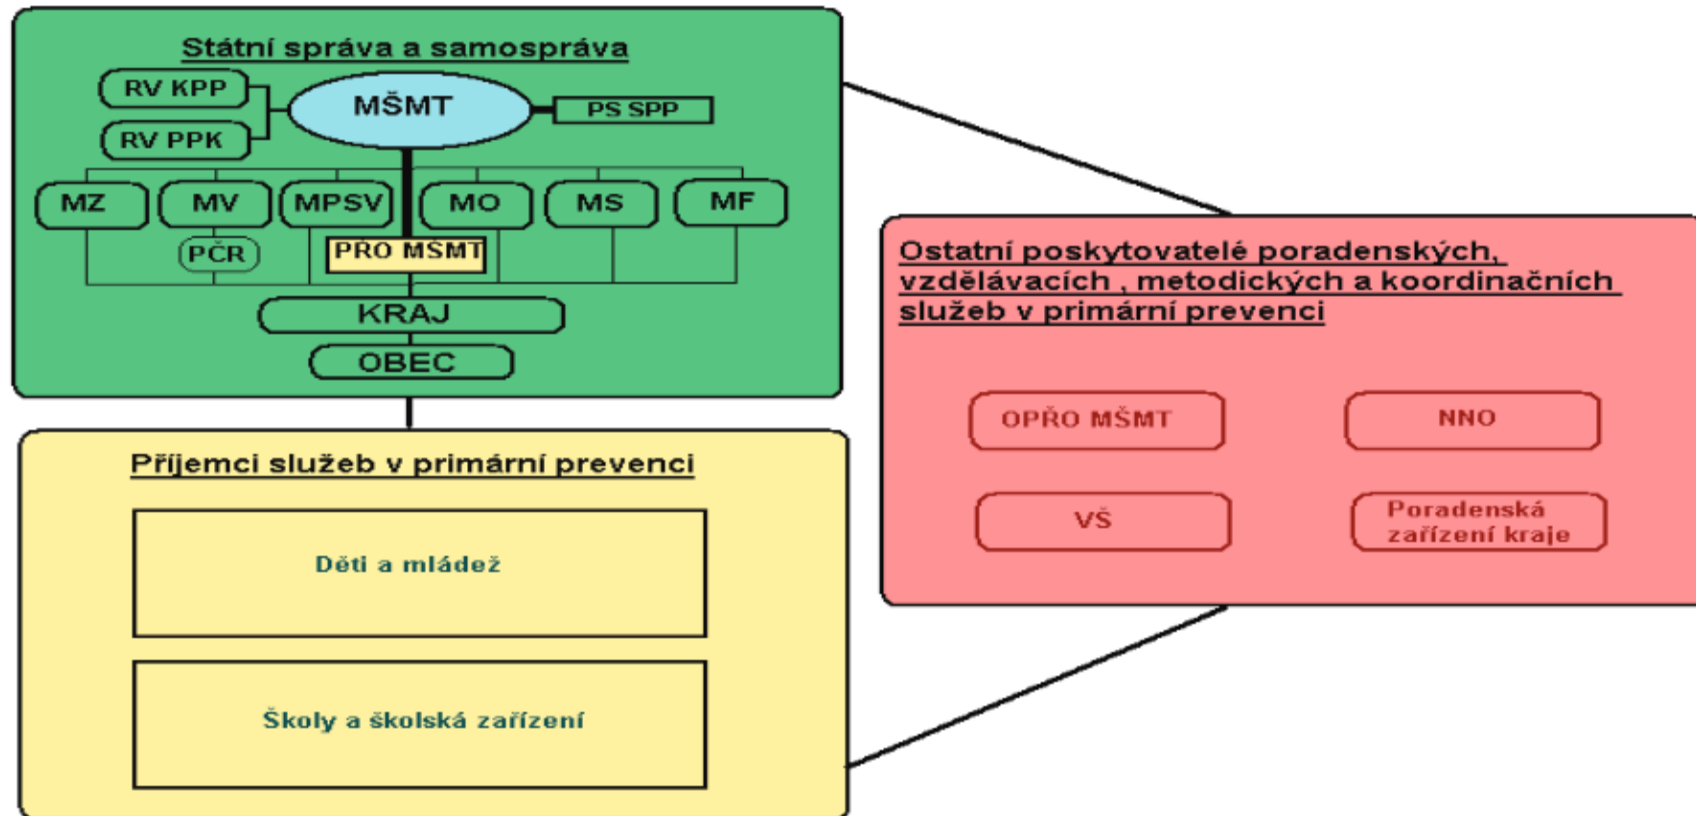 Státní správa a samospráva
RV KPP
MŠMT
PS SPP
RV PPK
MZ
MV
MPSV
MO
MS
MF
PČR
PŘO MŠMT
KRAJ
OBEC
Ostatní poskytovatelé poradenských,
vzdělávacích , metodických a koordinačních
služeb v primární prevenci
OPŘO MŠMT
NNO
VŠ
Poradenská
zařízení kraje
Příjemci služeb v primární prevenci
Děti a mládež
Školy a školská zařízení